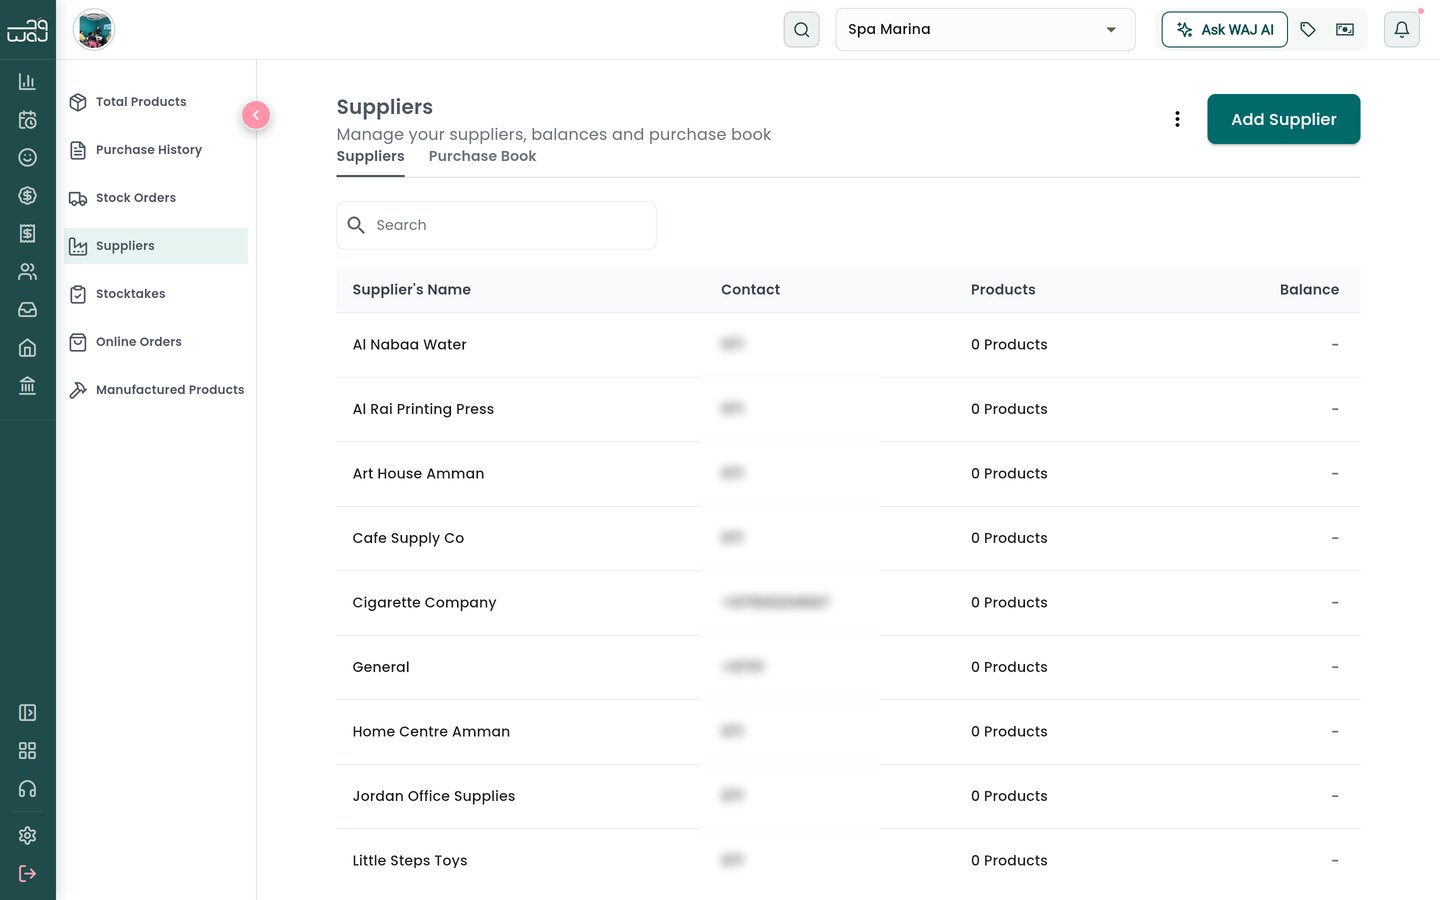 Spa Marina
Ask WAJ AI
Total Products
Purchase History
Stock Orders
Suppliers
Stocktakes
Online Orders
Manufactured Products
Suppliers
Manage your suppliers, balances and purchase book
Add Supplier
Suppliers Purchase Book
Search
Supplier's Name Contact Products Balance
Al Nabaa Water 0 Products -
Al Rai Printing Press 0 Products -
Art House Amman 0 Products -
Cafe Supply Co 0 Products -
Cigarette Company 0 Products -
General 0 Products -
Home Centre Amman 0 Products -
Jordan Office Supplies 0 Products -
Little Steps Toys 0 Products -